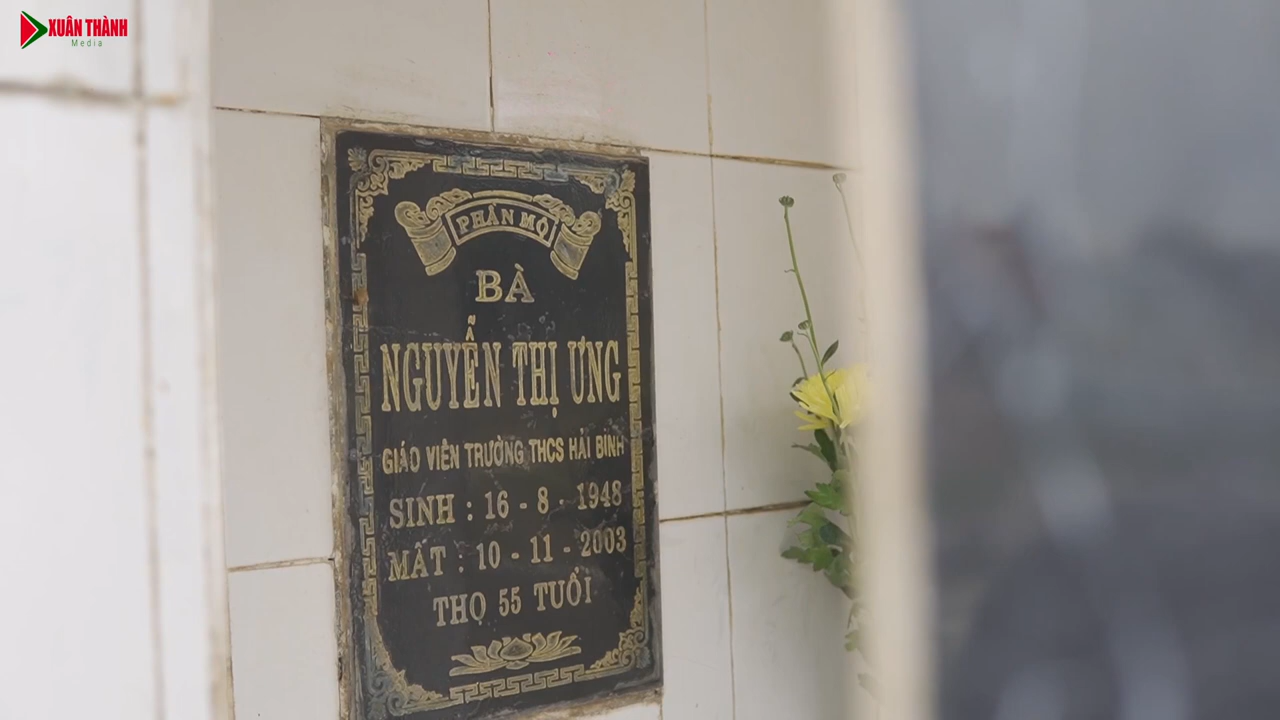 XUÂN THÀNH
Media
PHẦN MỘ
BÀ
NGUYỄN THỊ ƯNG
GIÁO VIÊN TRƯỜNG THCS HẢI BÌNH
SINH : 16 - 8 - 1948
MẤT : 10 - 11 - 2003
THỌ 55 TUỔI